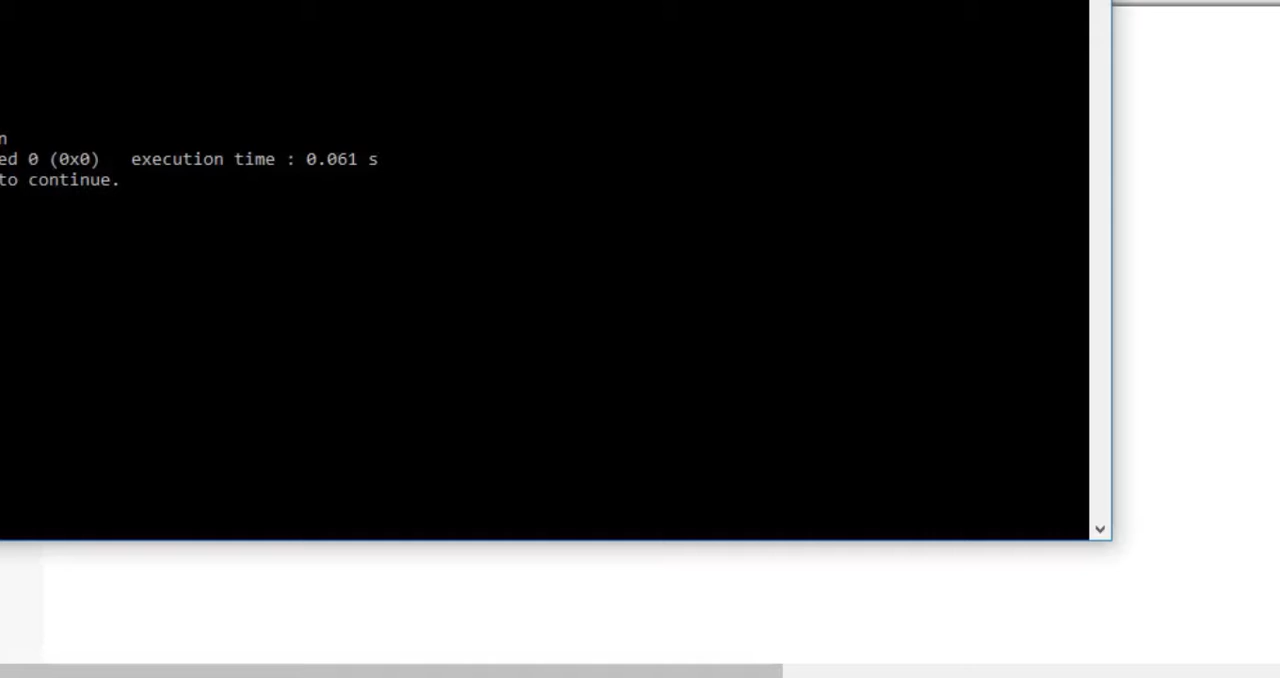 n
ed 0 (0x0)   execution time : 0.061 s
to continue.